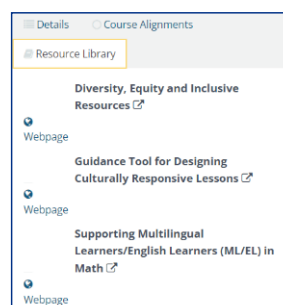 Details Course Alignments
Resource Library
Diversity, Equity and Inclusive
Resources
Webpage
Guidance Tool for Designing
Culturally Responsive Lessons
Webpage
Supporting Multilingual
Learners/English Learners (ML/EL) in
Math
Webpage